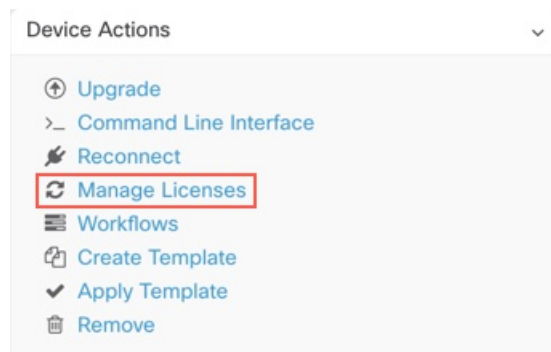 Device Actions
Upgrade
Command Line Interface
Reconnect
Manage Licenses
Workflows
Create Template
Apply Template
Remove